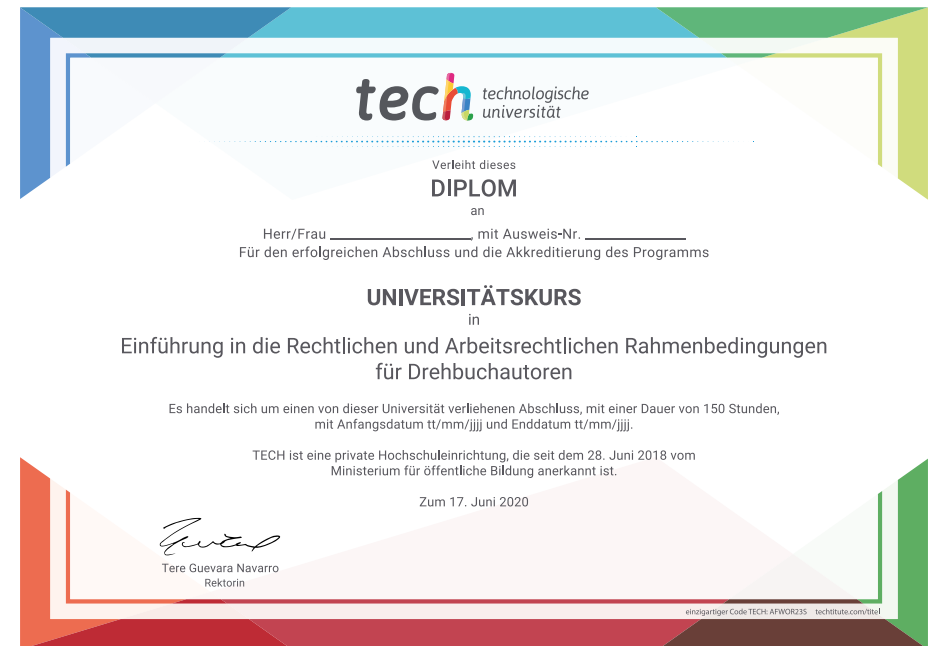 tech technologische
universität
Verleiht dieses
DIPLOM
an
Herr/Frau ________________, mit Ausweis-Nr. ____________
Für den erfolgreichen Abschluss und die Akkreditierung des Programms
UNIVERSITÄTSKURS
in
Einführung in die Rechtlichen und Arbeitsrechtlichen Rahmenbedingungen
für Drehbuchautoren
Es handelt sich um einen von dieser Universität verliehenen Abschluss, mit einer Dauer von 150 Stunden,
mit Anfangsdatum tt/mm/jjjj und Enddatum tt/mm/jjjj.
TECH ist eine private Hochschuleinrichtung, die seit dem 28. Juni 2018 vom
Ministerium für öffentliche Bildung anerkannt ist.
Zum 17. Juni 2020
Tere Guevara Navarro
Rektorin
einzigartiger Code TECH: AFWOR23S techtitute.com/titel